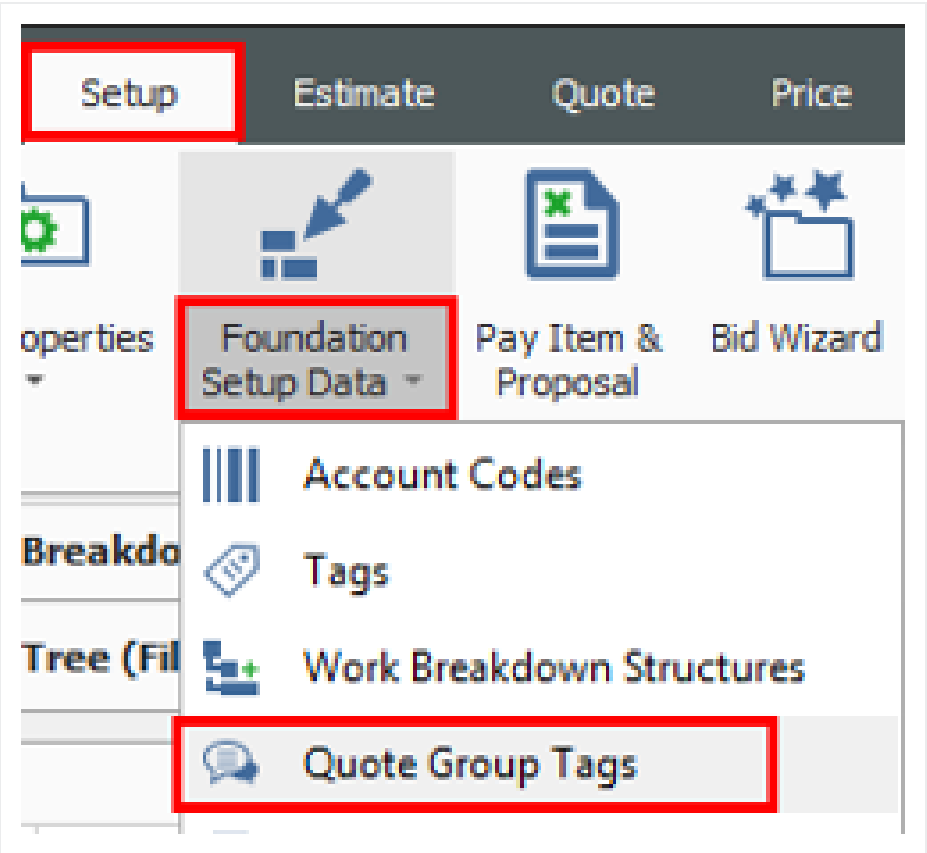 Setup Estimate Quote Price
operties Foundation Setup Data Pay Item & Proposal Bid Wizard
Account Codes
Breakdo
Tags
Tree (Fil
Work Breakdown Structures
Quote Group Tags